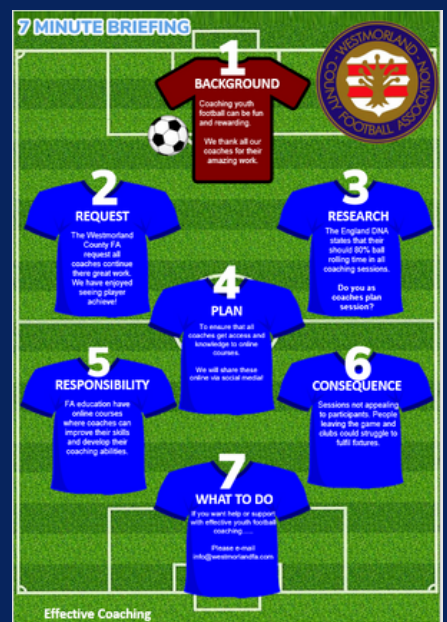 7 MINUTE BRIEFING
WESTMORLAND
COUNTY FOOTBALL ASSOCIATION
1
BACKGROUND
Coaching youth
football can be fun
and rewarding.
We thank all our
coaches for their
amazing work.
2
REQUEST
The Westmorland
County FA
request all
coaches continue
there great work.
We have enjoyed
seeing player
achieve!
3
RESEARCH
The England DNA
states that their
should 80% ball
rolling time in all
coaching sessions.
Do you as
coaches plan
session?
4
PLAN
To ensure that all
coaches get access and
knowledge to online
courses.
We will share these
online via social media!
5
RESPONSIBILITY
FA education have
online courses
where coaches can
improve their skills
and develop their
coaching abilities.
6
CONSEQUENCE
Sessions not appealing
to participants. People
leaving the game and
clubs could struggle to
fulfil fixtures.
7
WHAT TO DO
If you want help or support
with effective youth football
coaching......
Please e-mail
info@westmorlandfa.com
Effective Coaching